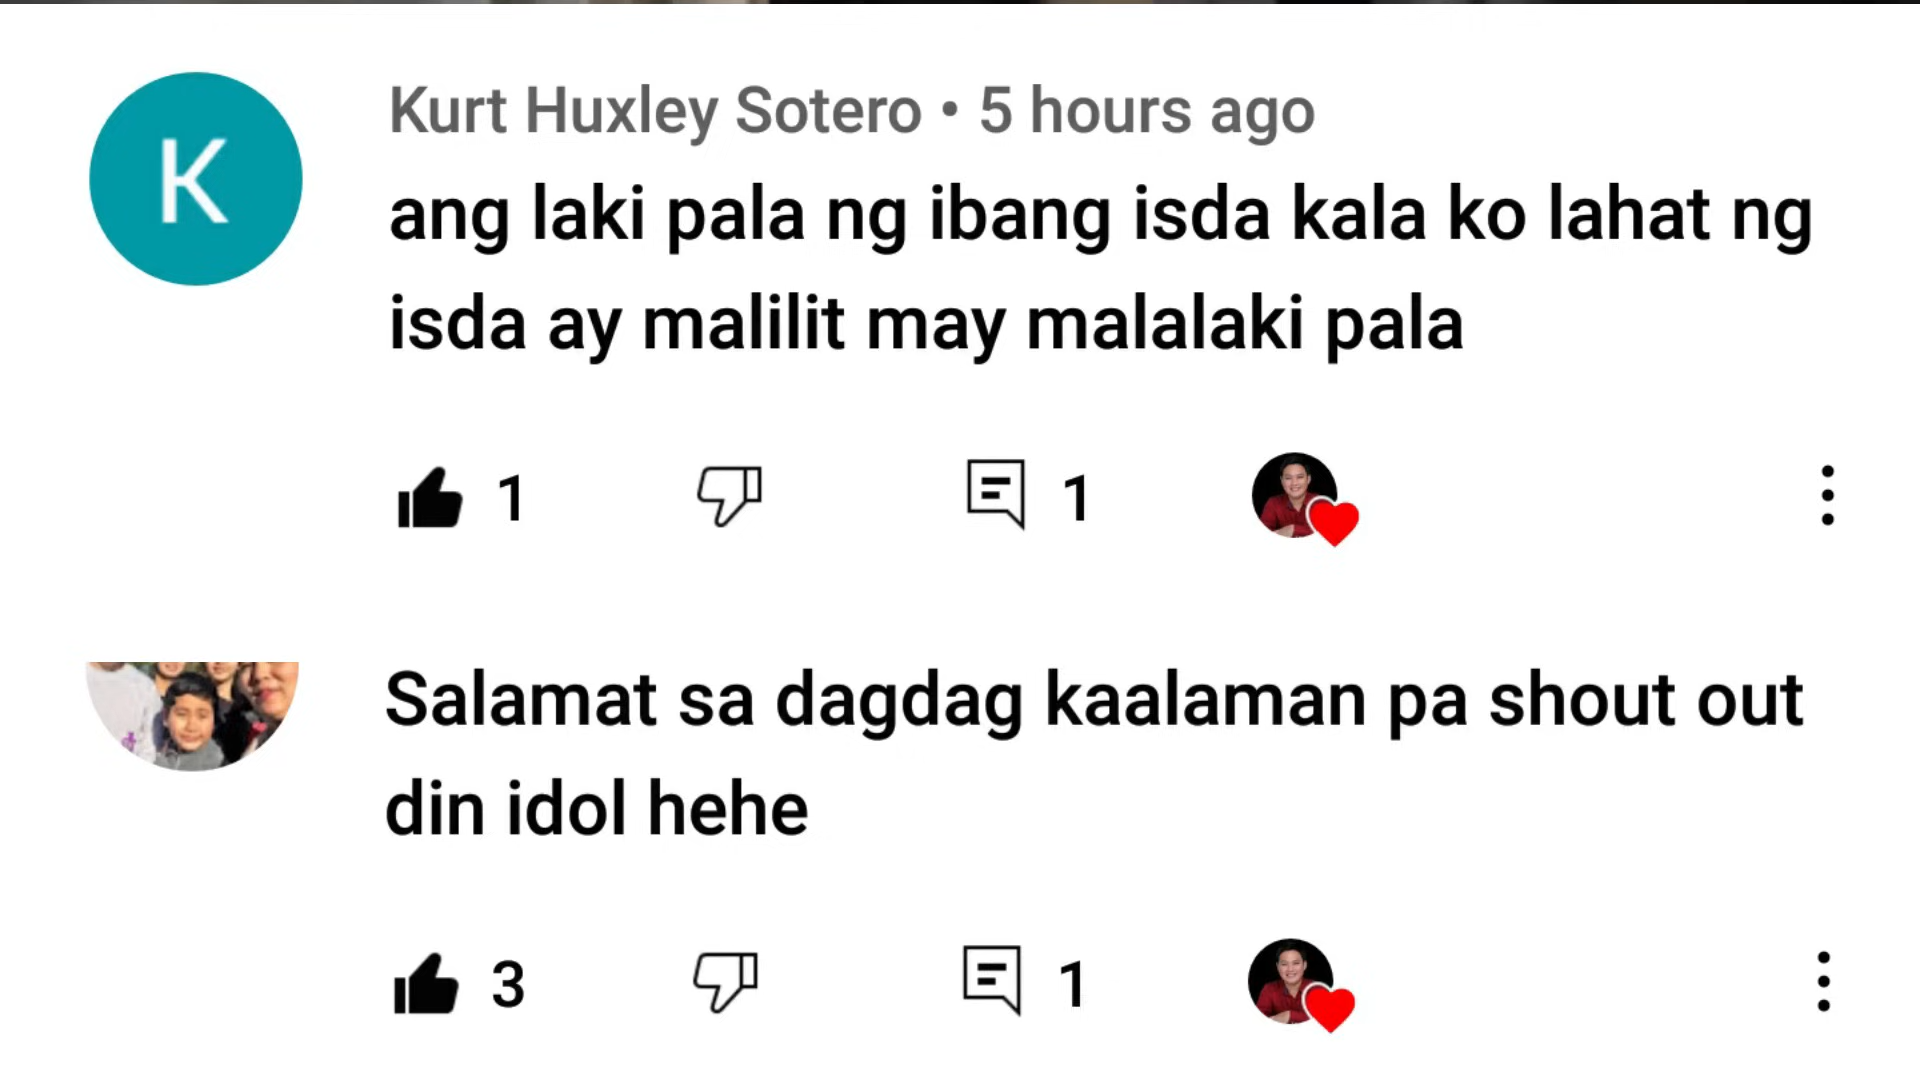 K
Kurt Huxley Sotero • 5 hours ago
ang laki pala ng ibang isda kala ko lahat ng
isda ay malilit may malalaki pala
1 1
Salamat sa dagdag kaalaman pa shout out
din idol hehe
3 1